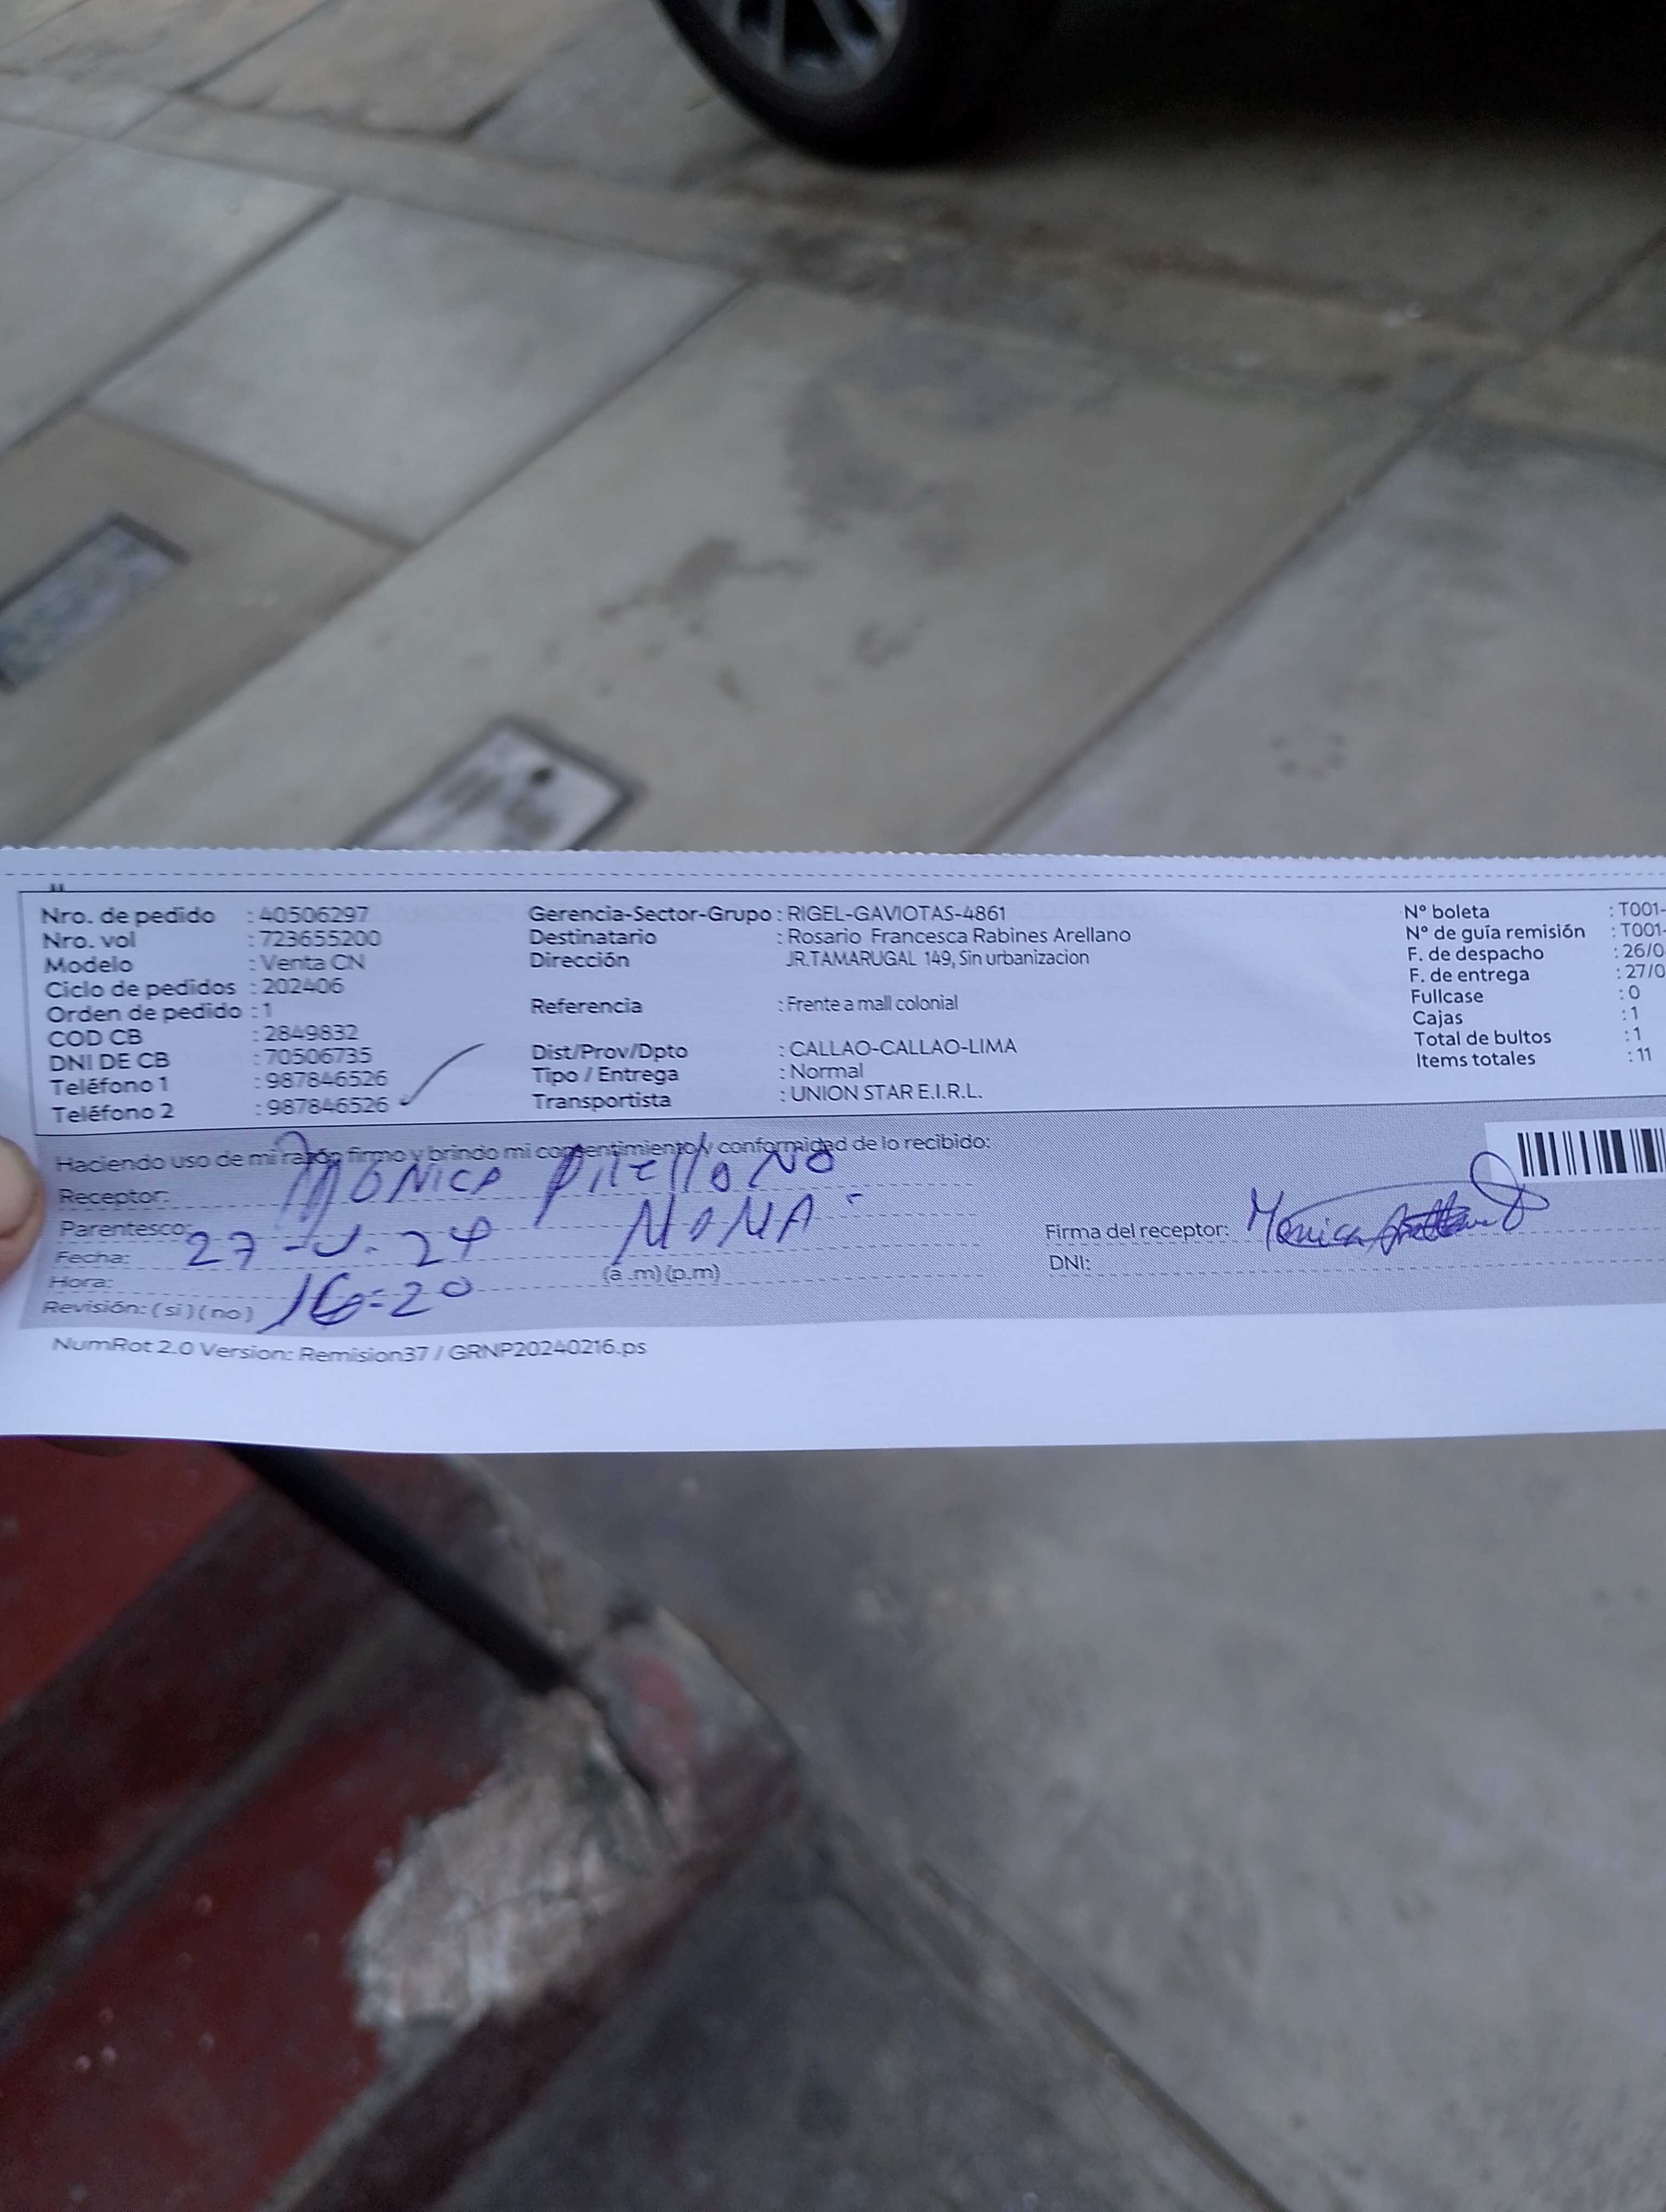 Nro. de pedido : 40506297
Nro. vol : 723655200
Modelo : Venta CN
Ciclo de pedidos : 202406
Orden de pedido : 1
COD CB : 2849832
DNI DE CB : 70506735
Teléfono 1 : 987846526
Teléfono 2 : 987846526
Gerencia-Sector-Grupo : RIGEL-GAVIOTAS-4861
Destinatario : Rosario Francesca Rabines Arellano
Dirección JR.TAMARUGAL 149, Sin urbanizacion
Referencia : Frente a mall colonial
Dist/Prov/Dpto : CALLAO-CALLAO-LIMA
Tipo / Entrega : Normal
Transportista : UNION STAR E.I.R.L.
N° boleta : T001-
N° de guía remisión : T001-
F. de despacho : 26/0
F. de entrega : 27/0
Fullcase : 0
Cajas : 1
Total de bultos : 1
Items totales : 11
Haciendo uso de mi razón firmo y brindo mi consentimiento y conformidad de lo recibido:
Receptor: MONICA
Parentesco:
Fecha: 27
Hora: 16=20 (a.m)(p.m)
Revisión: (si)(no)
Firma del receptor: Monica
DNI:
NumRot 2.0 Version: Remision37 / GRNP20240216.ps